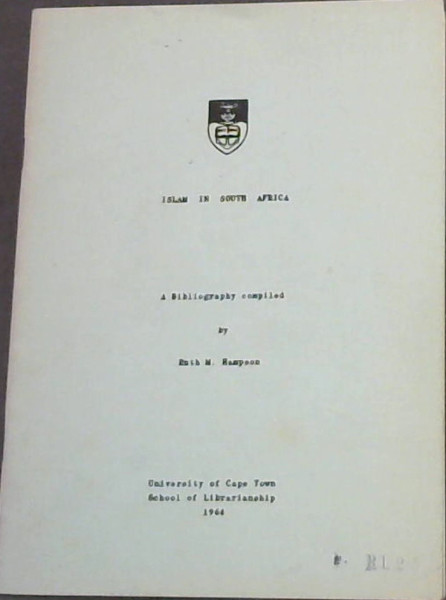 ISLAM IN SOUTH AFRICA
A Bibliography compiled
by
Ruth M. Hampson
University of Cape Town
School of Librarianship
1964